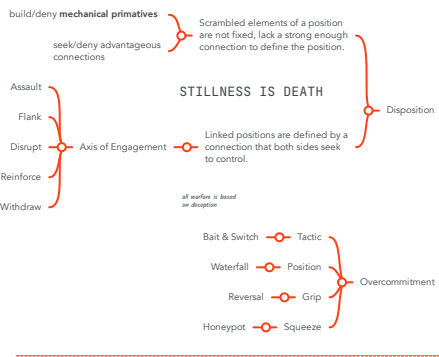 build/deny mechanical primatives
Scrambled elements of a position
are not fixed, lack a strong enough
connection to define the position.
seek/deny advantageous
connections
Assault
STILLNESS IS DEATH
Flank
Disposition
Disrupt
Axis of Engagement
Linked positions are defined by a
connection that both sides seek
to control.
Reinforce
Withdraw
all warfare is based
on deception
Bait & Switch
Tactic
Waterfall
Position
Overcommitment
Reversal
Grip
Honeypot
Squeeze